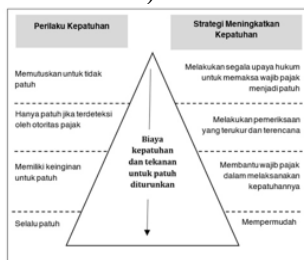 Perilaku Kepatuhan
Strategi Meningkatkan
Kepatuhan
Memutuskan untuk tidak
patuh
Melakukan segala upaya hukum
untuk memaksa wajib pajak
menjadi patuh
Hanya patuh jika terdeteksi
oleh otoritas pajak
Melakukan pemeriksaan
yang terukur dan terencana
Biaya
kepatuhan
dan tekanan
untuk patuh
diturunkan
Memiliki keinginan
untuk patuh
Membantu wajib pajak
dalam melaksanakan
kepatuhannya
Selalu patuh
Mempermudah